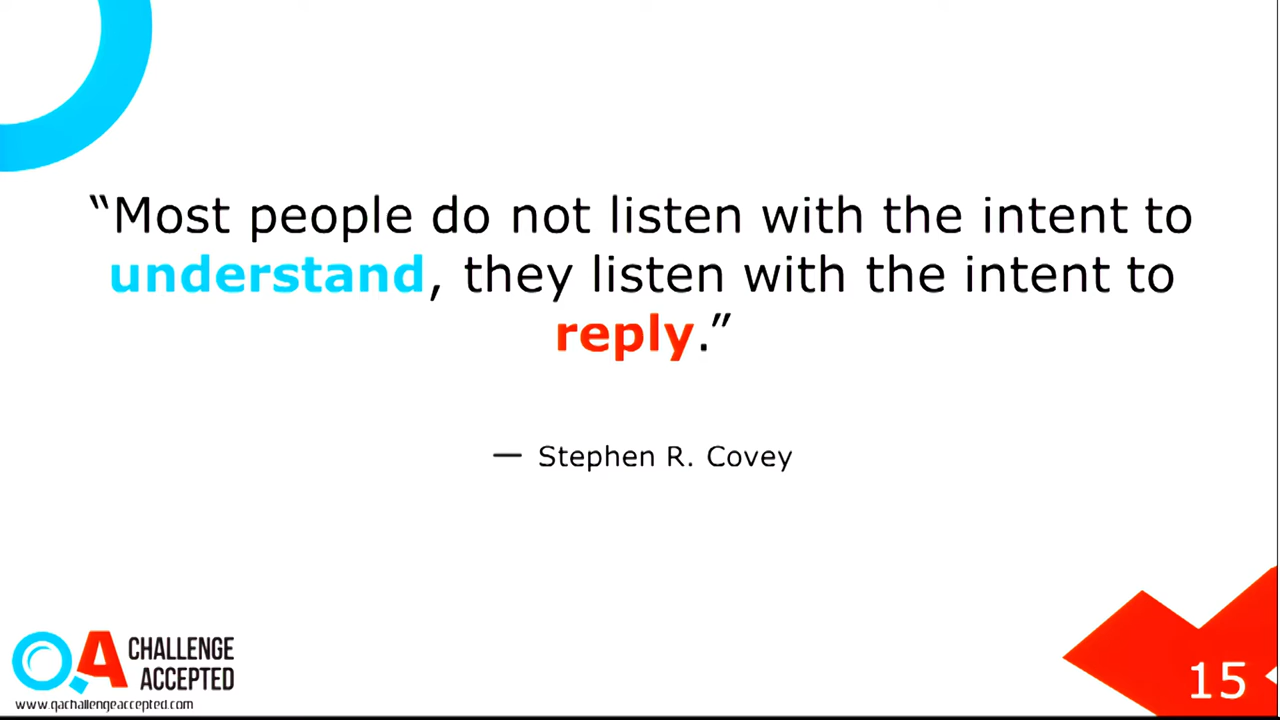 “Most people do not listen with the intent to
understand, they listen with the intent to
reply.”
— Stephen R. Covey
QA CHALLENGE
ACCEPTED
www.qachallengeaccepted.com
15